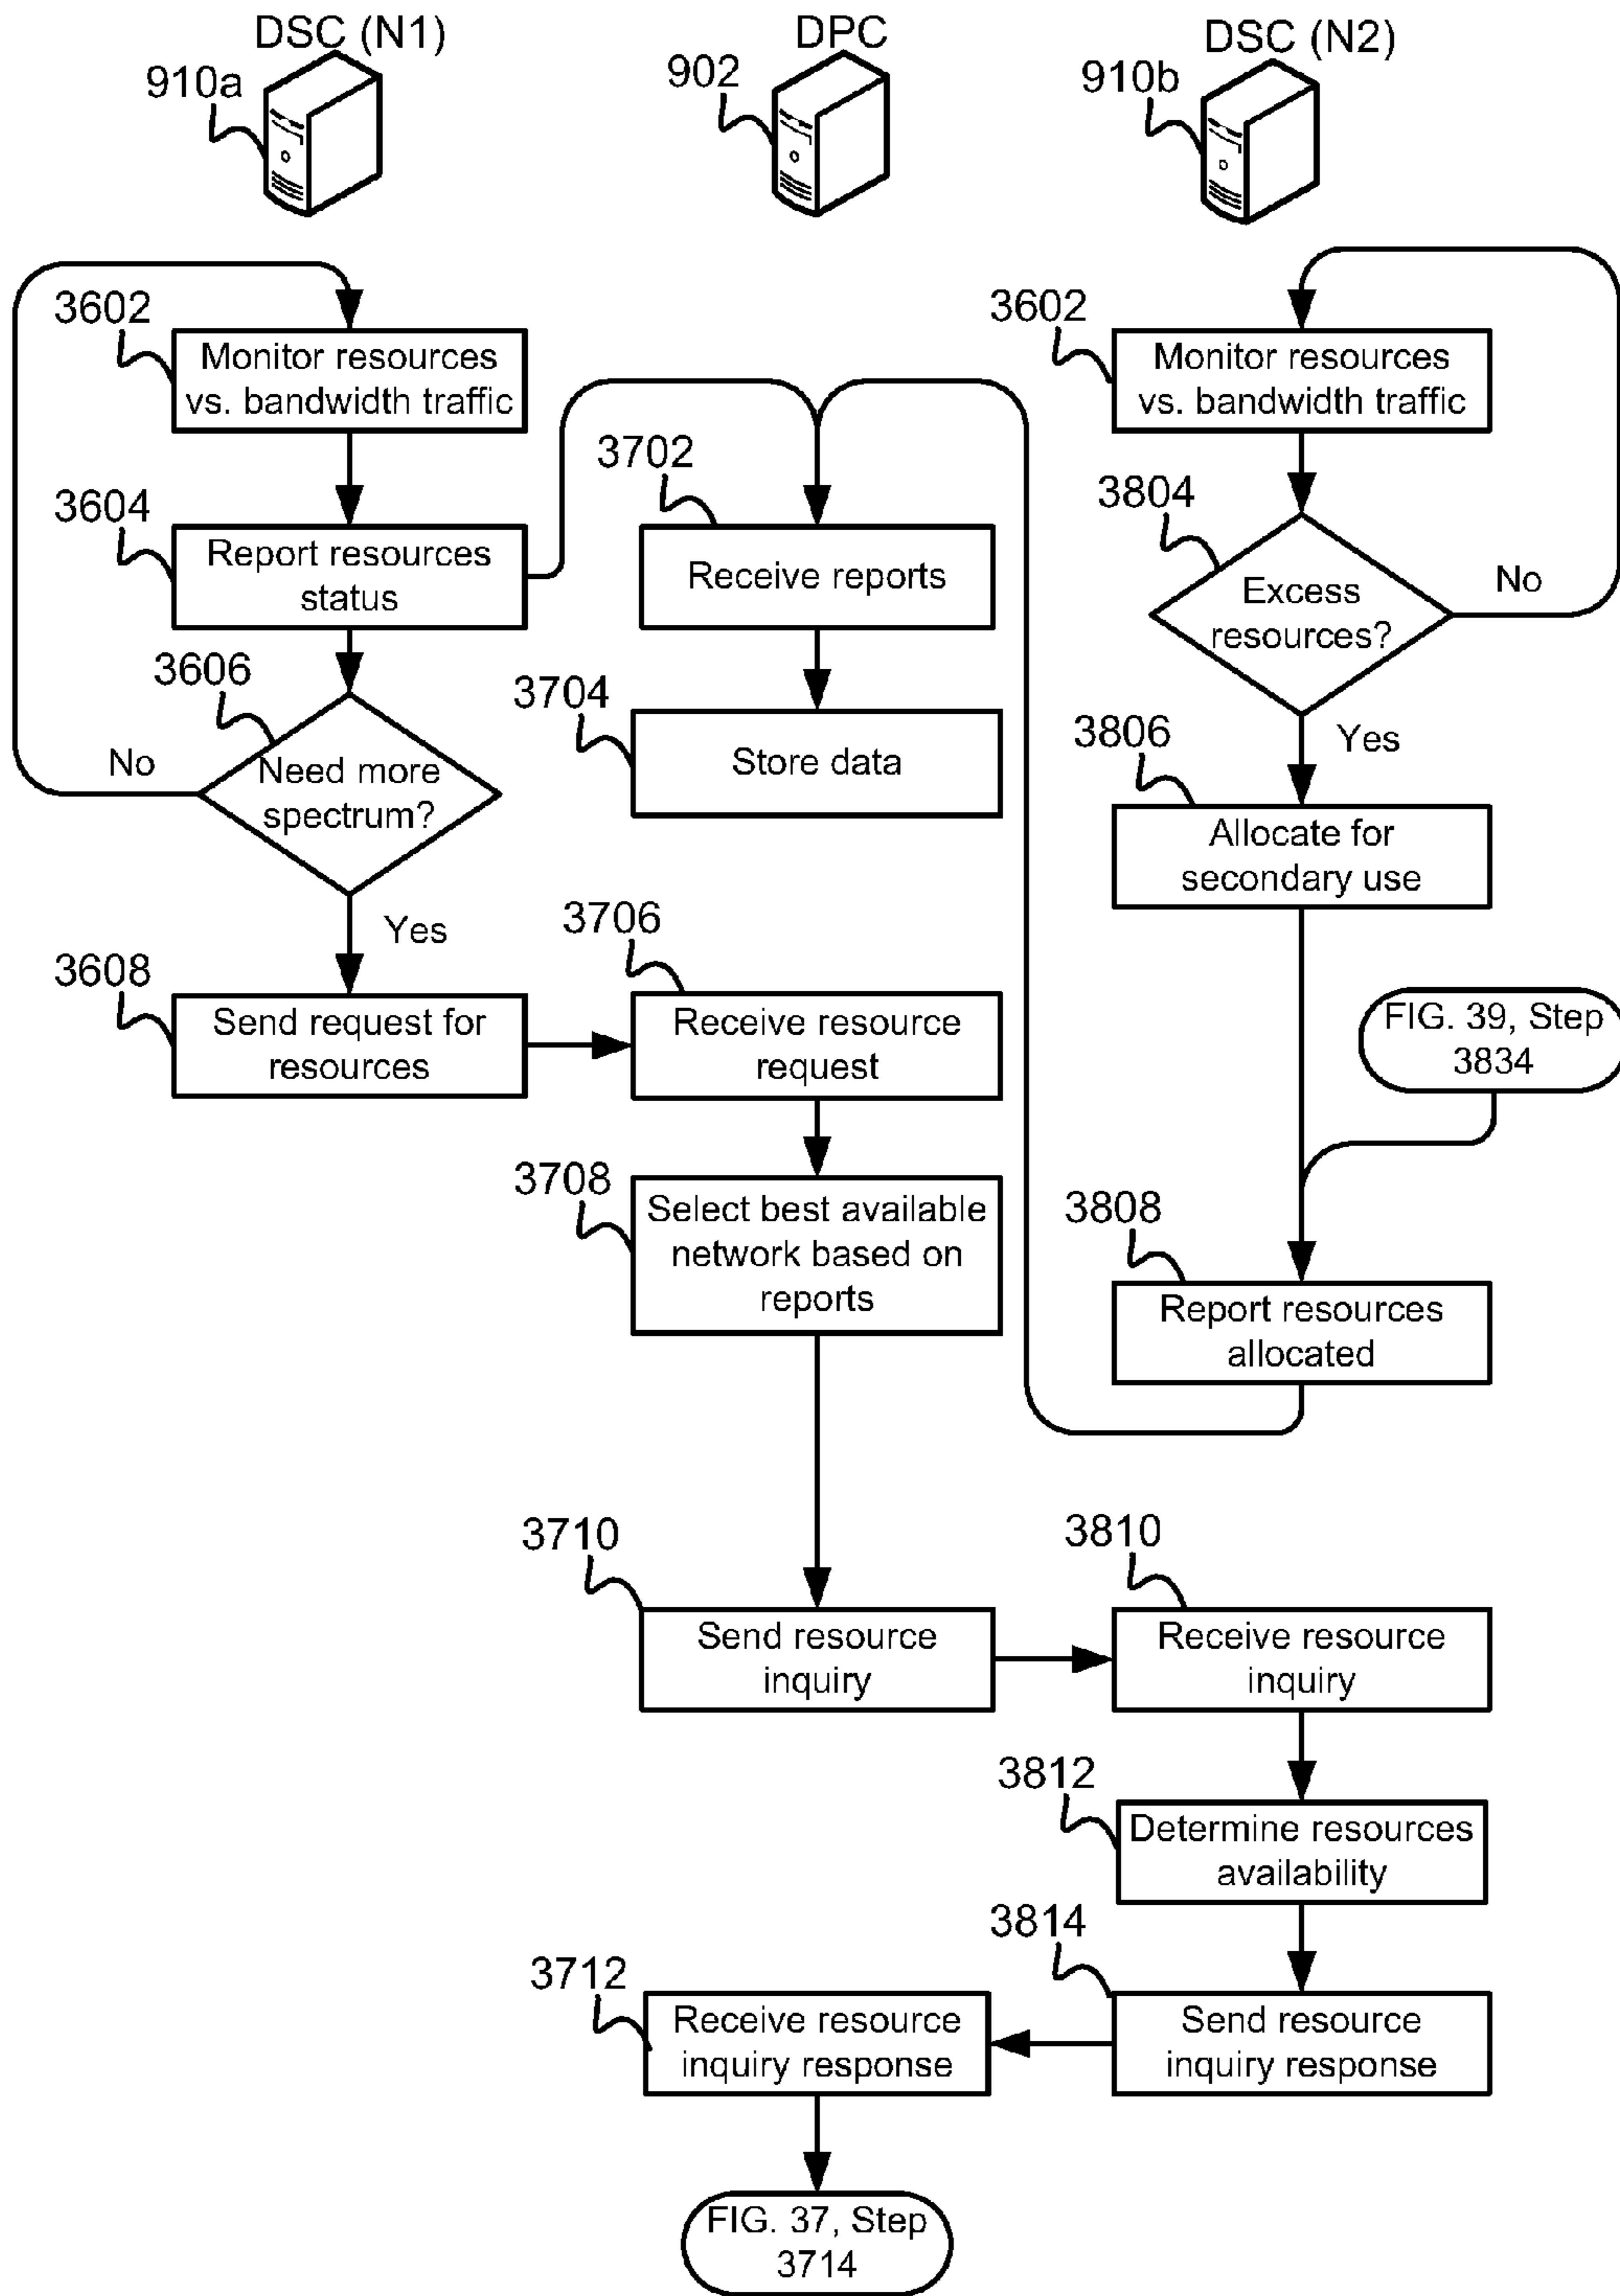 DSC (N1)
DPC
DSC (N2)
910a
902
910b
3602
Monitor resources
vs. bandwidth traffic
3602
Monitor resources
vs. bandwidth traffic
3604
Report resources
status
3702
Receive reports
3804
Excess
resources?
No
3606
Need more
spectrum?
No
Yes
3704
Store data
3806
Yes
Allocate for
secondary use
3608
Send request for
resources
3706
Receive resource
request
FIG. 39, Step
3834
3708
Select best available
network based on
reports
3808
Report resources
allocated
3710
Send resource
inquiry
3810
Receive resource
inquiry
3812
Determine resources
availability
3814
Send resource
inquiry response
3712
Receive resource
inquiry response
FIG. 37, Step
3714